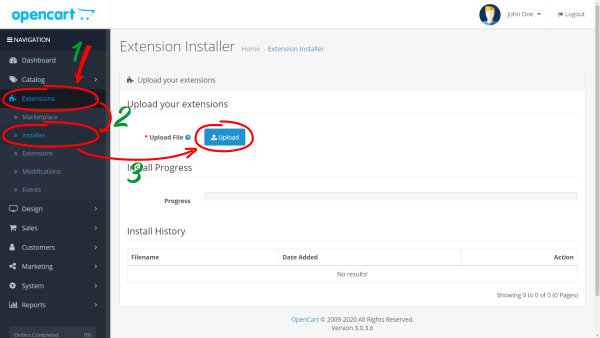 opencart
John Doe
Logout
NAVIGATION
Dashboard
Catalog
Extensions
Marketplace
Installer
Extensions
Modifications
Events
Design
Sales
Customers
Marketing
System
Reports
Orders Completed 0%
1
2
3
Extension Installer
Home
Extension Installer
Upload your extensions
Upload your extensions
* Upload File
Upload
Install Progress
Progress
Install History
Filename Date Added Action
No results!
Showing 0 to 0 of 0 (0 Pages)
OpenCart © 2009-2020 All Rights Reserved.
Version 3.0.3.6